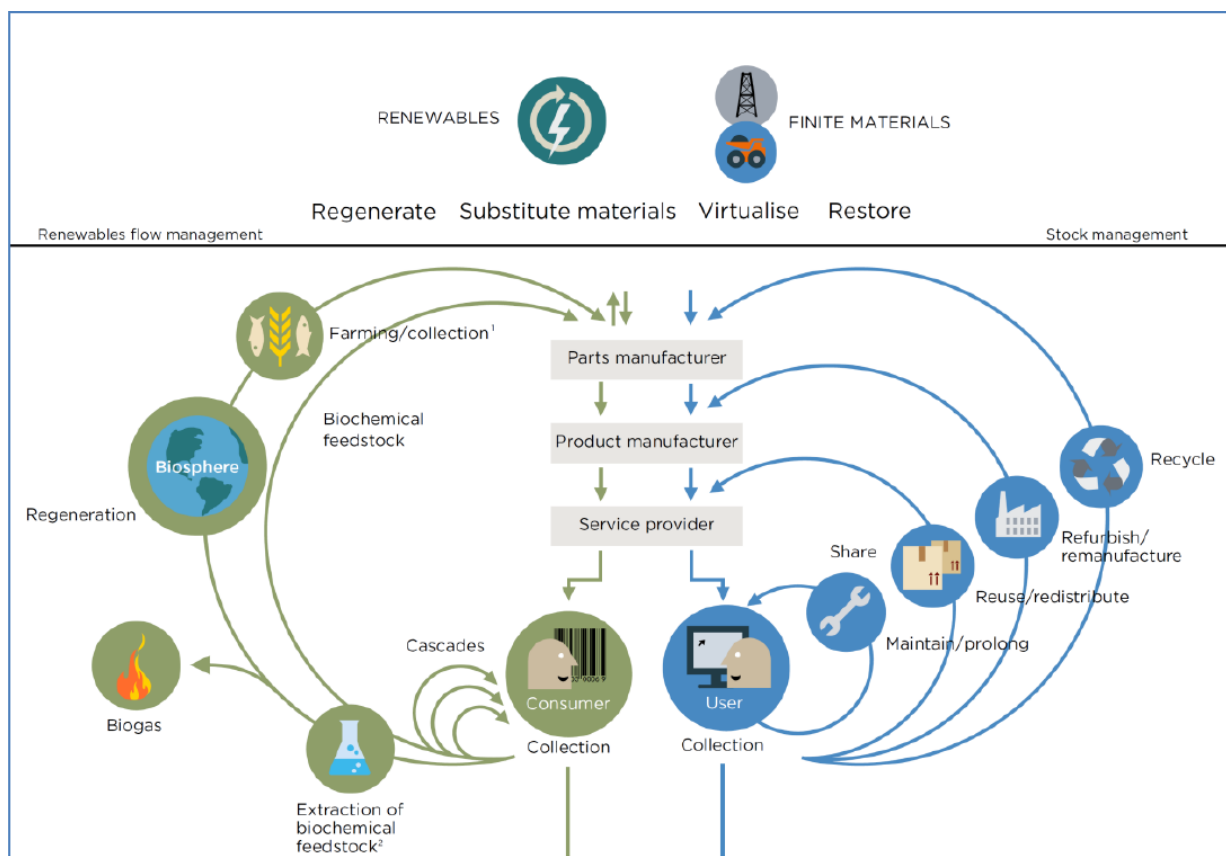 RENEWABLES
FINITE MATERIALS
Regenerate Substitute materials Virtualise Restore
Renewables flow management
Stock management
Farming/collection¹
Parts manufacturer
Biochemical
feedstock
Product manufacturer
Biosphere
Recycle
Regeneration
Service provider
Share
Refurbish/
remanufacture
Reuse/redistribute
Cascades
Maintain/prolong
Consumer
User
Biogas
Collection
Collection
Extraction of
biochemical
feedstock²